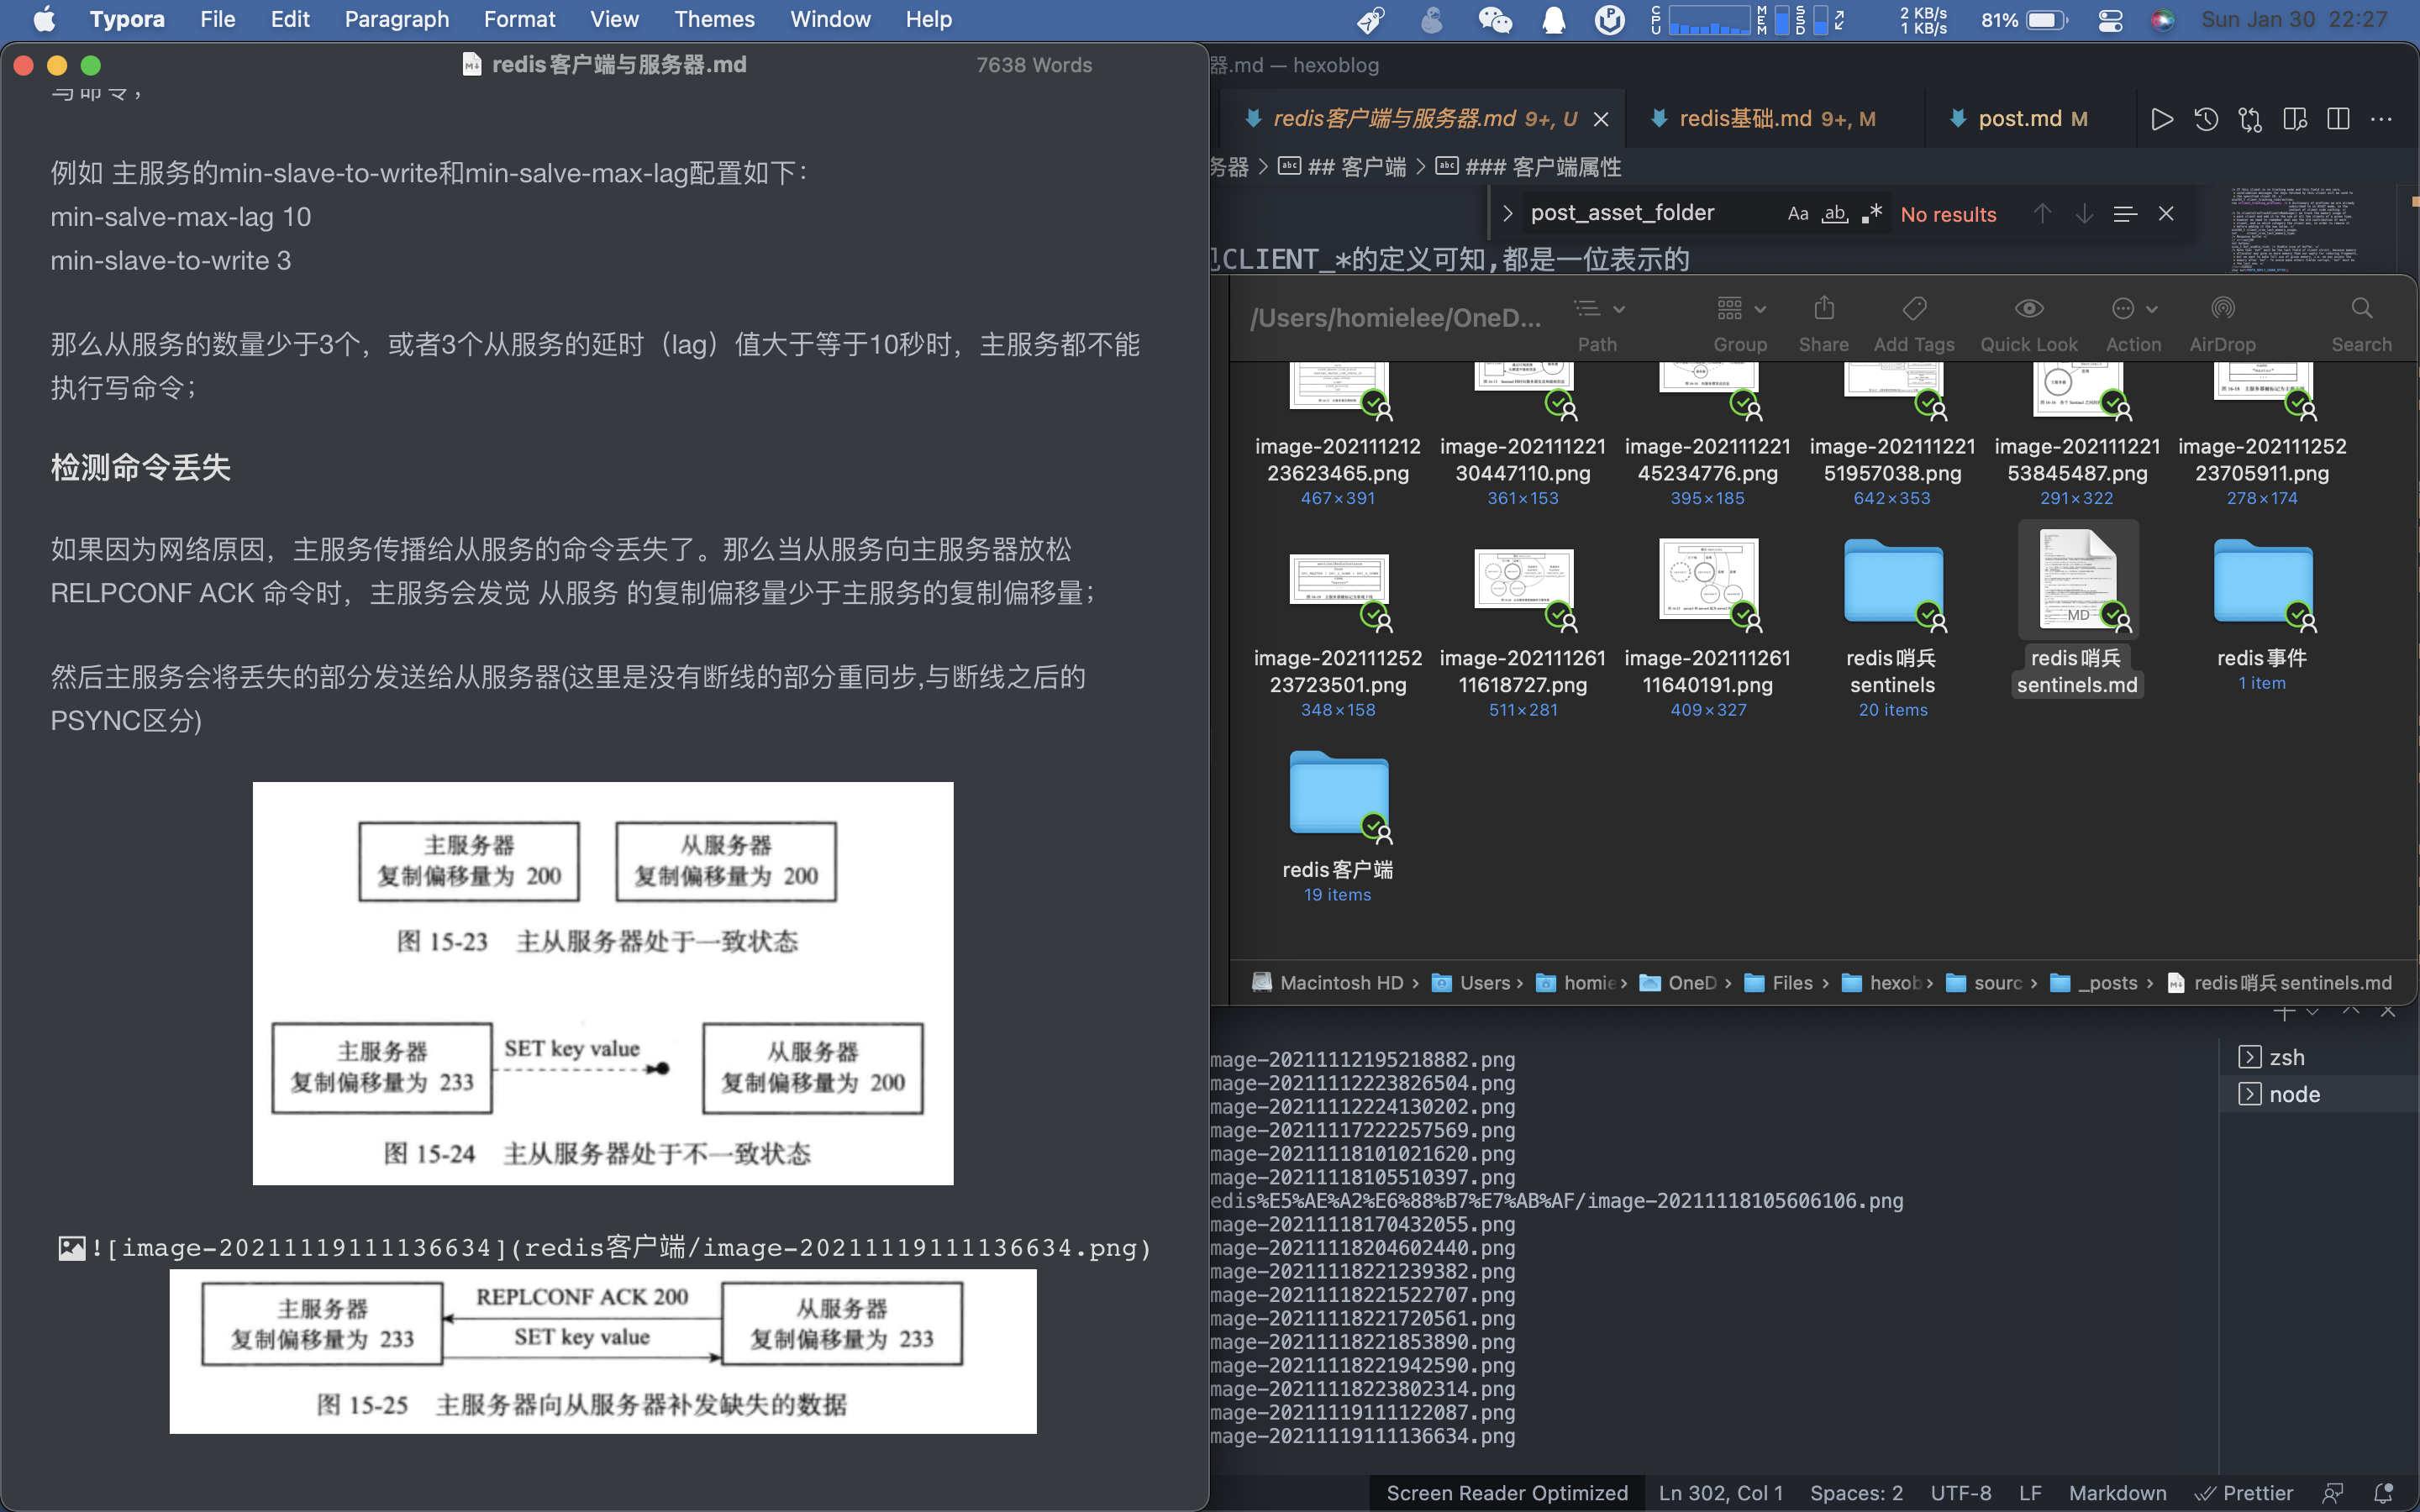 Typora File Edit Paragraph Format View Themes Window Help
CPU MEM SSD 2 KB/s 1 KB/s 81% Sun Jan 30 22:27
redis客户端与服务器.md 7638 Words
写命令；
例如 主服务的min-slave-to-write和min-salve-max-lag配置如下：
min-salve-max-lag 10
min-slave-to-write 3
那么从服务的数量少于3个，或者3个从服务的延时（lag）值大于等于10秒时，主服务都不能
执行写命令；
检测命令丢失
如果因为网络原因，主服务传播给从服务的命令丢失了。那么当从服务向主服务器放松
RELPCONF ACK 命令时，主服务会发觉 从服务 的复制偏移量少于主服务的复制偏移量；
然后主服务会将丢失的部分发送给从服务器(这里是没有断线的部分重同步,与断线之后的
PSYNC区分)
主服务器
复制偏移量为 200
从服务器
复制偏移量为 200
图 15-23 主从服务器处于一致状态
主服务器
复制偏移量为 233
SET key value
从服务器
复制偏移量为 200
图 15-24 主从服务器处于不一致状态
![image-20211119111136634](redis客户端/image-20211119111136634.png)
主服务器
复制偏移量为 233
REPLCONF ACK 200
SET key value
从服务器
复制偏移量为 233
图 15-25 主服务器向从服务器补发缺失的数据
器.md — hexoblog
redis客户端与服务器.md 9+, U
redis基础.md 9+, M
post.md M
务器 > ## 客户端 > ### 客户端属性
post_asset_folder Aa ab No results
CLIENT_*的定义可知,都是一位表示的
/Users/homielee/OneD...
Path Group Share Add Tags Quick Look Action AirDrop Search
image-20211121223623465.png
467×391
image-20211122130447110.png
361×153
image-20211122145234776.png
395×185
image-20211122151957038.png
642×353
image-20211122153845487.png
291×322
image-20211125223705911.png
278×174
image-20211125223723501.png
348×158
image-20211126111618727.png
511×281
image-20211126111640191.png
409×327
redis哨兵
sentinels
20 items
MD
redis哨兵
sentinels.md
redis事件
1 item
redis客户端
19 items
Macintosh HD > Users > homie > OneD > Files > hexob > sourc > _posts > redis哨兵sentinels.md
mage-20211112195218882.png
mage-20211112223826504.png
mage-20211112224130202.png
mage-20211117222257569.png
mage-20211118101021620.png
mage-20211118105510397.png
edis%E5%AE%A2%E6%88%B7%E7%AB%AF/image-20211118105606106.png
mage-20211118170432055.png
mage-20211118204602440.png
mage-20211118221239382.png
mage-20211118221522707.png
mage-20211118221720561.png
mage-20211118221853890.png
mage-20211118221942590.png
mage-20211118223802314.png
mage-20211119111122087.png
mage-20211119111136634.png
zsh
node
Screen Reader Optimized Ln 302, Col 1 Spaces: 2 UTF-8 LF Markdown Prettier